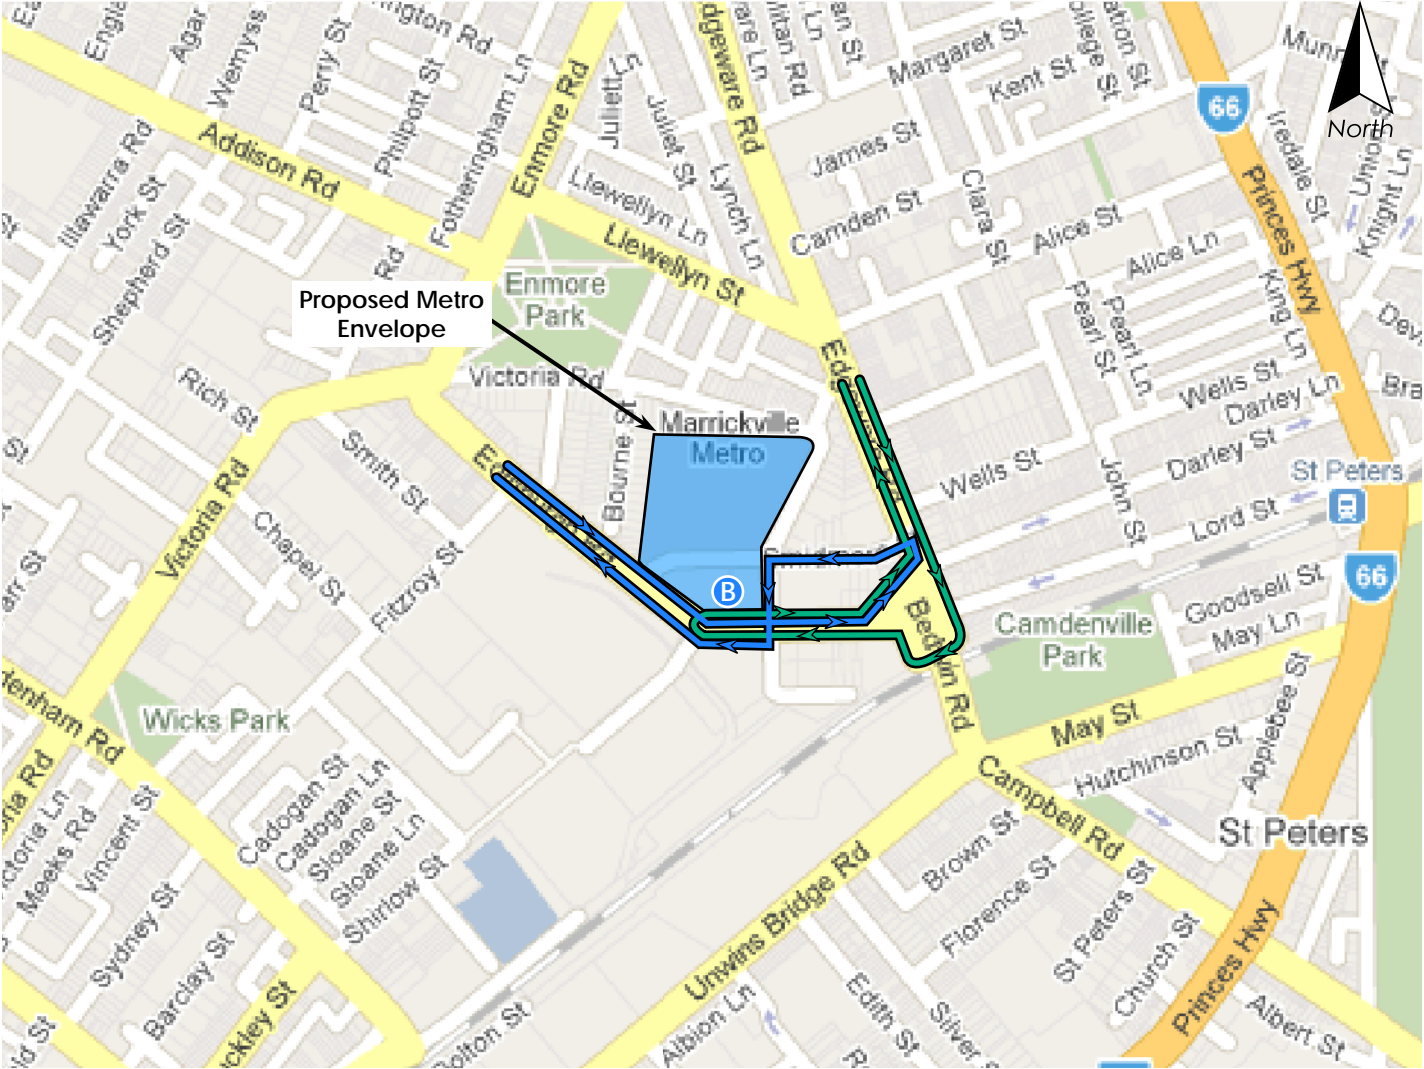 Addison Rd
Enmore Rd
Perry St
Philpott St
Fotheringham Ln
Illawarra Rd
York St
Shepherd St
Agar
Wemyss
Rd
Juliett
Juliet St
Lynch Ln
Llewellyn Ln
Llewellyn St
Enmore
Park
Margaret St
Kent St
James St
Camden St
Clara St
Alice St
Alice Ln
Pearl St
Pearl Ln
King Ln
66
Princes Hwy
Iredale St
Union
Knight Ln
North
Proposed Metro
Envelope
Victoria Rd
Marrickville
Metro
Bourne St
Rich St
Smith St
Victoria Rd
Chapel St
Fitzroy St
Wells St
Wells St
Darley Ln
Darley St
John St
Lord St
St Peters
66
B
Bedwin Rd
Camdenville
Park
Goodsell St
May Ln
May St
Applebee St
Hutchinson St
Campbell Rd
St Peters
Wicks Park
denham Rd
Cadogan St
Cadogan Ln
Sloane St
Sloane Ln
Shirlow St
Vincent St
Meeks Rd
Sydney St
Barclay St
Unwins Bridge Rd
Brown St
Florence St
St Peters St
Church St
Princes Hwy
Albert St
Edith St
Silver
Albion Ln